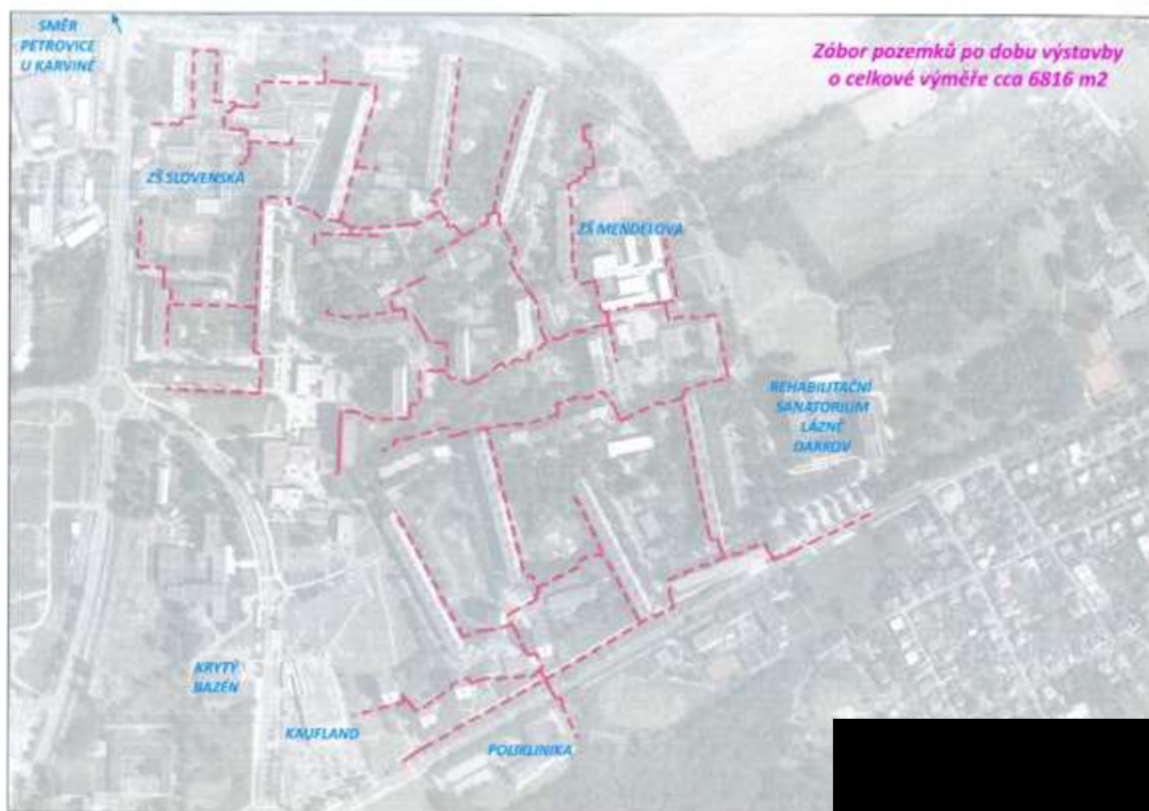 SMĚR
PETROVICE
U KARVINÉ
Zábor pozemků po dobu výstavby
o celkové výměře cca 6816 m2
ZŠ SLOVENSKÁ
ZŠ MENDELOVA
REHABILITAČNÍ
SANATORIUM
LÁZNĚ
DARKOV
KRYTÝ
BAZÉN
KAUFLAND
POLIKLINIKA